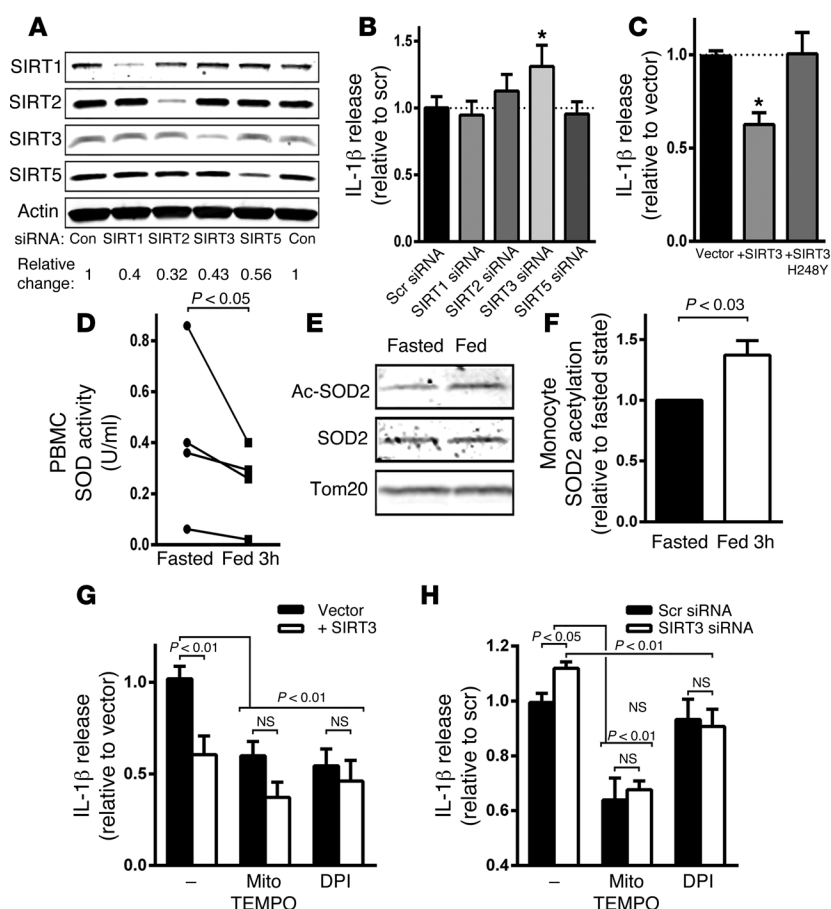 A
SIRT1
SIRT2
SIRT3
SIRT5
Actin
siRNA: Con SIRT1 SIRT2 SIRT3 SIRT5 Con
Relative
change: 1 0.4 0.32 0.43 0.56 1
B
IL-1β release
(relative to scr)
1.5
1.0
0.5
0.0
*
Scr siRNA
SIRT1 siRNA
SIRT2 siRNA
SIRT3 siRNA
SIRT5 siRNA
C
IL-1β release
(relative to vector)
1.0
0.5
0.0
*
Vector +SIRT3 +SIRT3
H248Y
D
P < 0.05
PBMC
SOD activity
(U/ml)
0.8
0.6
0.4
0.2
0.0
Fasted Fed 3h
E
Fasted Fed
Ac-SOD2
SOD2
Tom20
F
P < 0.03
Monocyte
SOD2 acetylation
(relative to fasted state)
1.5
1.0
1.5
0.0
Fasted Fed 3h
G
Vector
+ SIRT3
IL-1β release
(relative to vector)
1.0
0.5
0.0
P < 0.01
P < 0.01
NS
NS
– Mito DPI
TEMPO
H
Scr siRNA
SIRT3 siRNA
IL-1β release
(relative to scr)
1.2
1.0
0.8
0.6
0.4
P < 0.05
P < 0.01
NS
NS
P < 0.01
NS
– Mito DPI
TEMPO